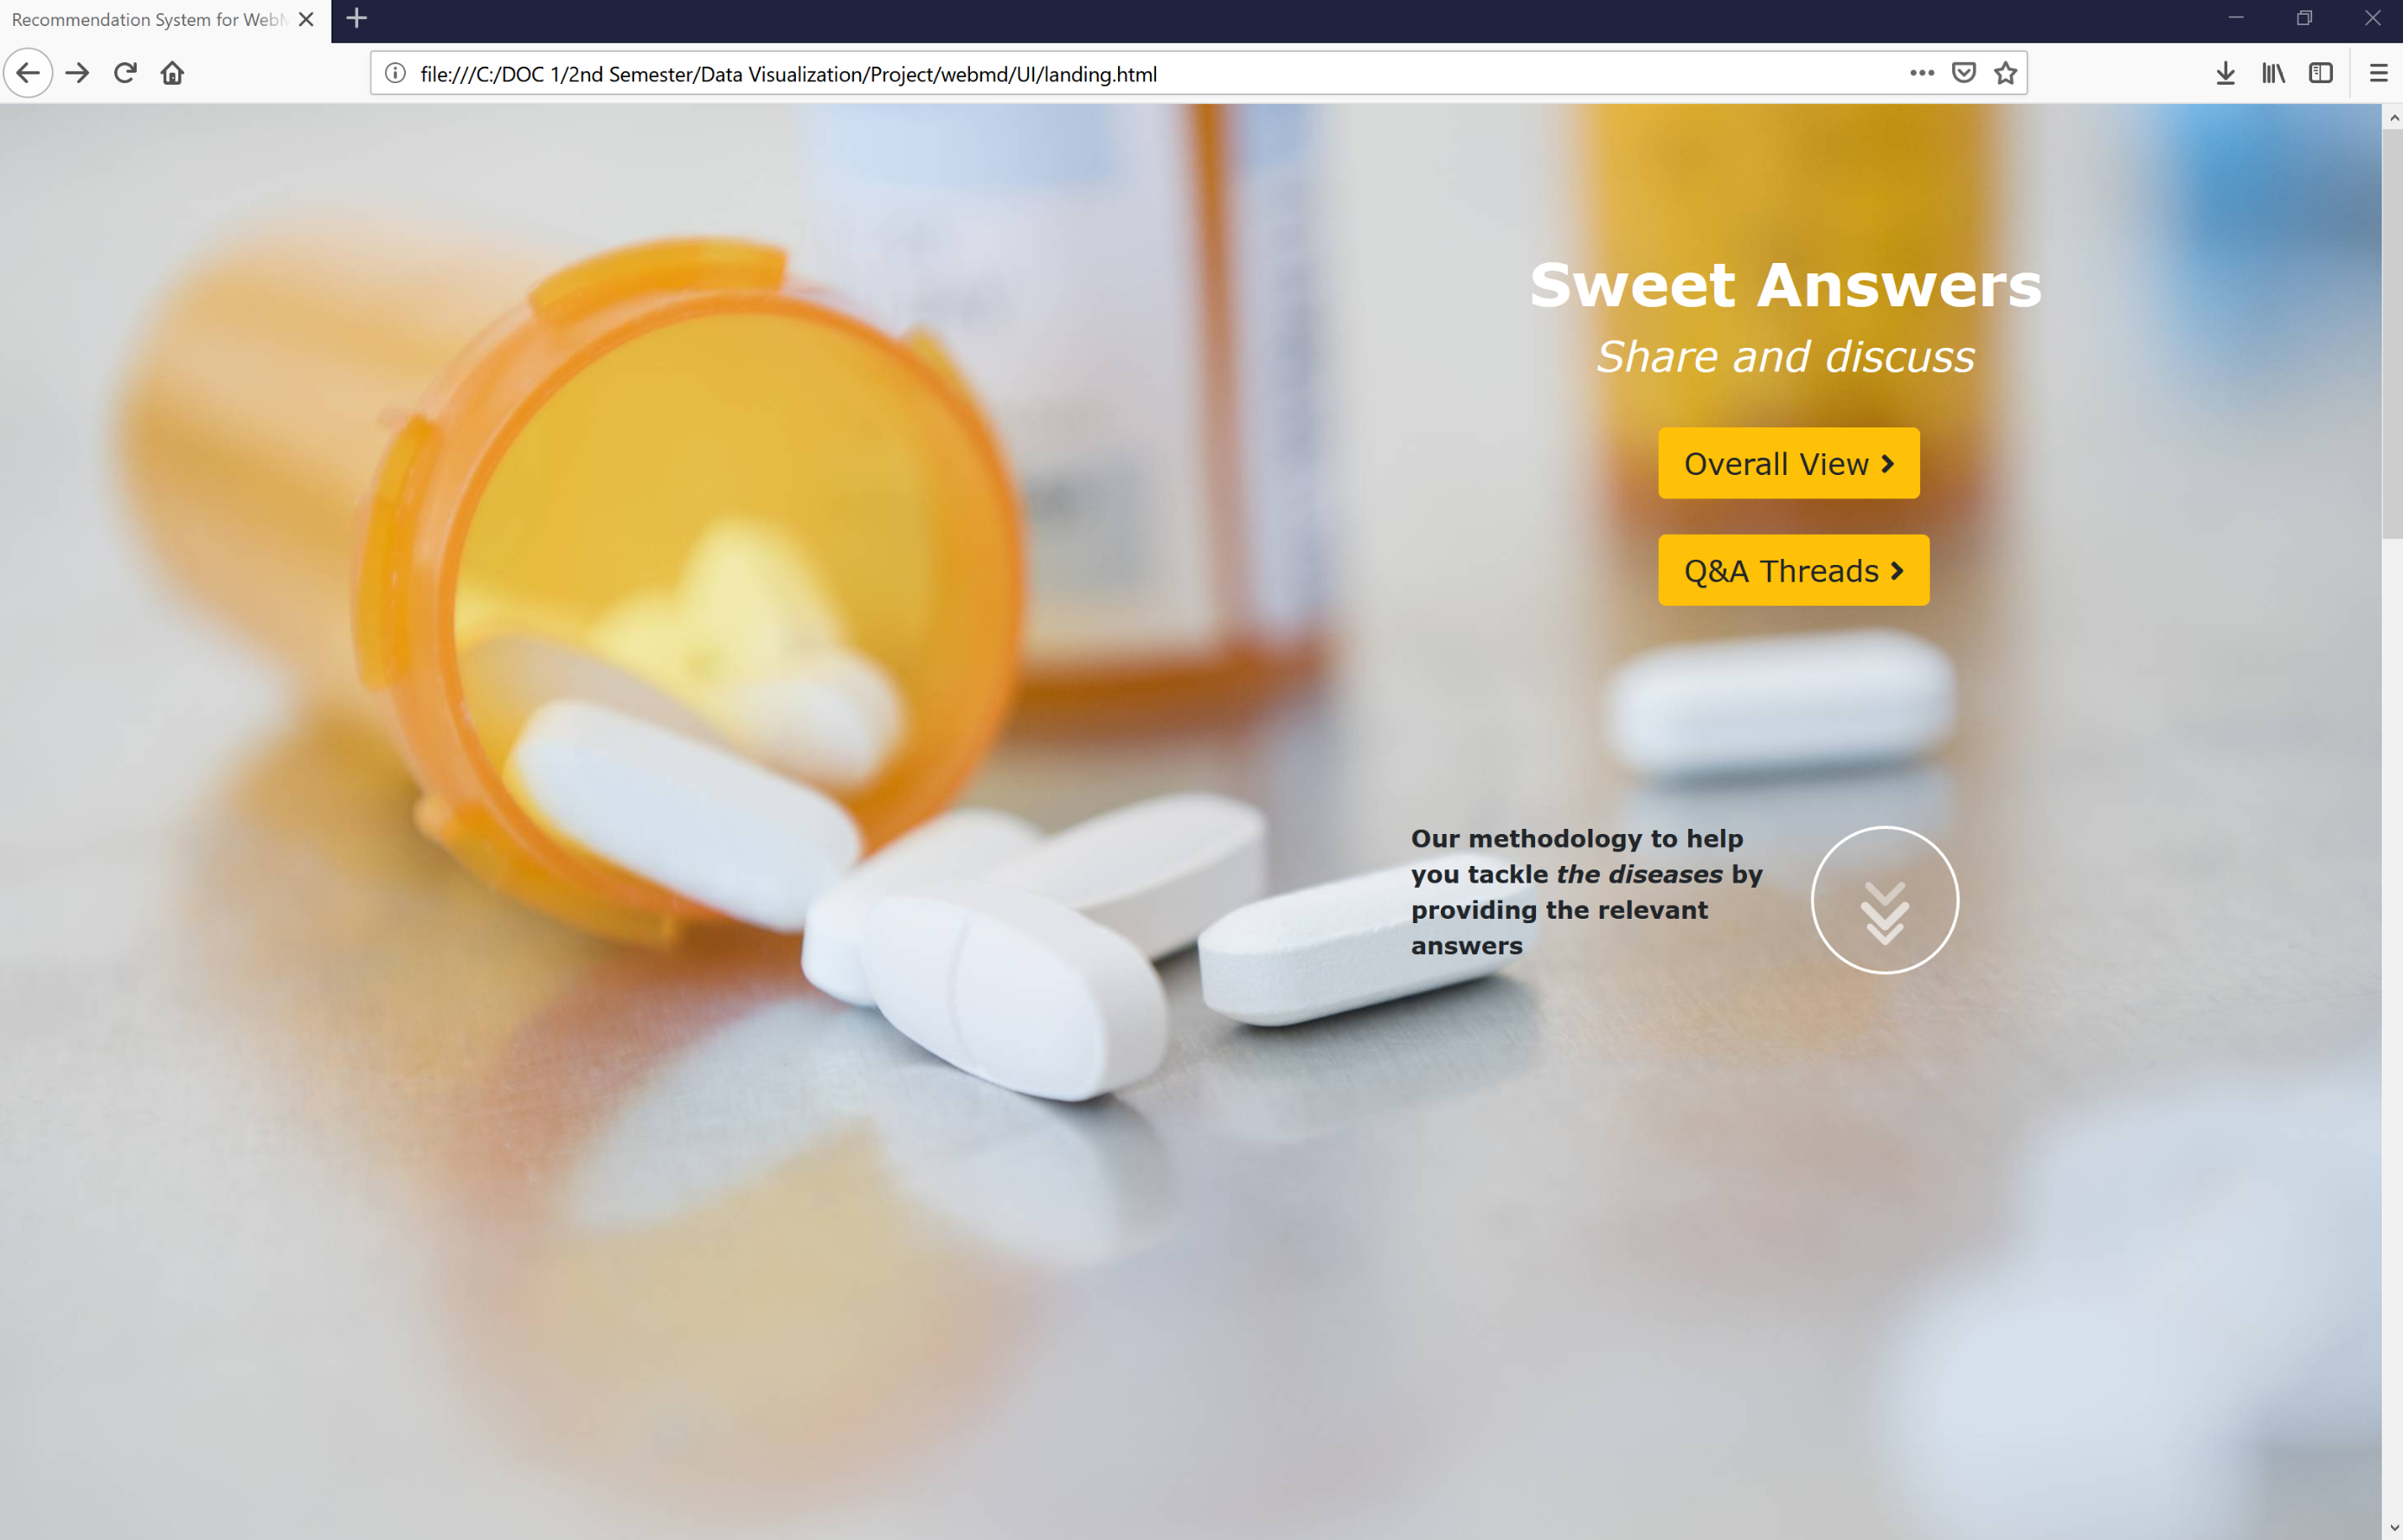 Recommendation System for Web
file:///C:/DOC 1/2nd Semester/Data Visualization/Project/webmd/UI/landing.html
Sweet Answers
Share and discuss
Overall View
Q&A Threads
Our methodology to help
you tackle the diseases by
providing the relevant
answers